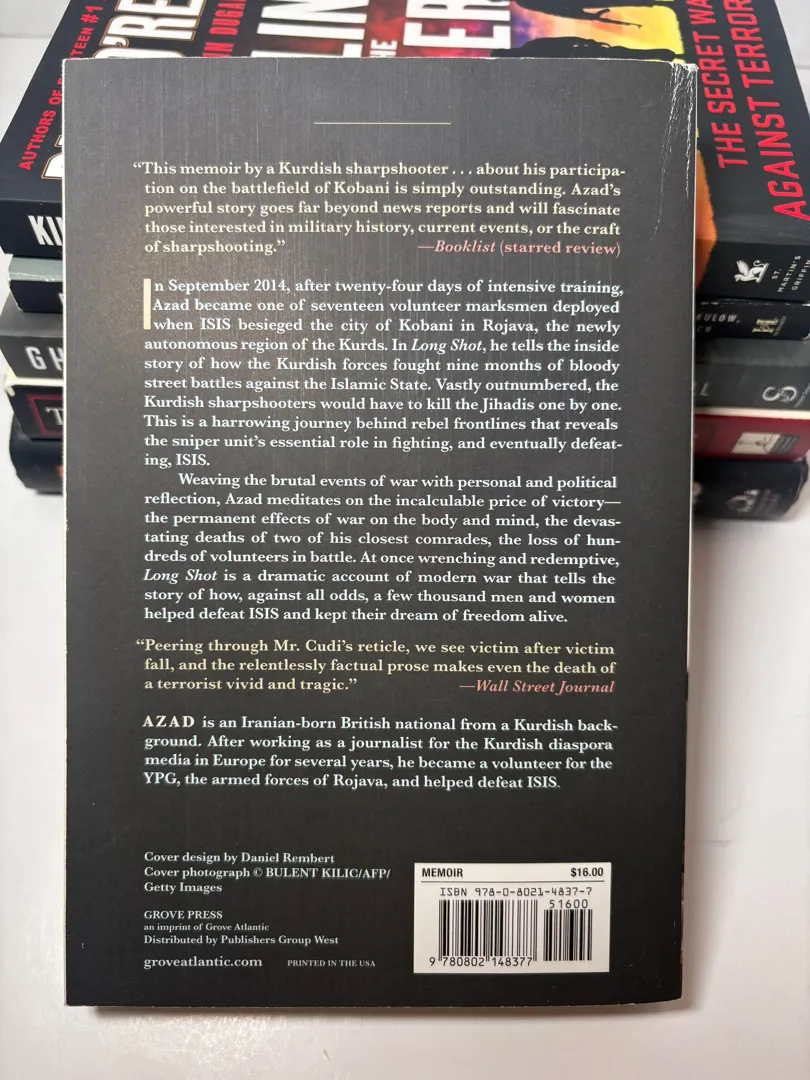 AUTHORS OF
TEEN #1
O'RE
AN DUGAN
LIN
THE
ER
THE SECRET WA
AGAINST TERROR
KI
GH
T
ST.
MARTIN'S
GRIFFIN
L
“This memoir by a Kurdish sharpshooter . . . about his participa-
tion on the battlefield of Kobani is simply outstanding. Azad's
powerful story goes far beyond news reports and will fascinate
those interested in military history, current events, or the craft
of sharpshooting.” —Booklist (starred review)
In September 2014, after twenty-four days of intensive training,
Azad became one of seventeen volunteer marksmen deployed
when ISIS besieged the city of Kobani in Rojava, the newly
autonomous region of the Kurds. In Long Shot, he tells the inside
story of how the Kurdish forces fought nine months of bloody
street battles against the Islamic State. Vastly outnumbered, the
Kurdish sharpshooters would have to kill the Jihadis one by one.
This is a harrowing journey behind rebel frontlines that reveals
the sniper unit's essential role in fighting, and eventually defeat-
ing, ISIS.
Weaving the brutal events of war with personal and political
reflection, Azad meditates on the incalculable price of victory—
the permanent effects of war on the body and mind, the devas-
tating deaths of two of his closest comrades, the loss of hun-
dreds of volunteers in battle. At once wrenching and redemptive,
Long Shot is a dramatic account of modern war that tells the
story of how, against all odds, a few thousand men and women
helped defeat ISIS and kept their dream of freedom alive.
“Peering through Mr. Cudi's reticle, we see victim after victim
fall, and the relentlessly factual prose makes even the death of
a terrorist vivid and tragic.” —Wall Street Journal
AZAD is an Iranian-born British national from a Kurdish back-
ground. After working as a journalist for the Kurdish diaspora
media in Europe for several years, he became a volunteer for the
YPG, the armed forces of Rojava, and helped defeat ISIS.
Cover design by Daniel Rembert
Cover photograph © BULENT KILIC/AFP/
Getty Images
GROVE PRESS
an imprint of Grove Atlantic
Distributed by Publishers Group West
groveatlantic.com PRINTED IN THE USA
MEMOIR $16.00
ISBN 978-0-8021-4837-7
51600
9 780802 148377